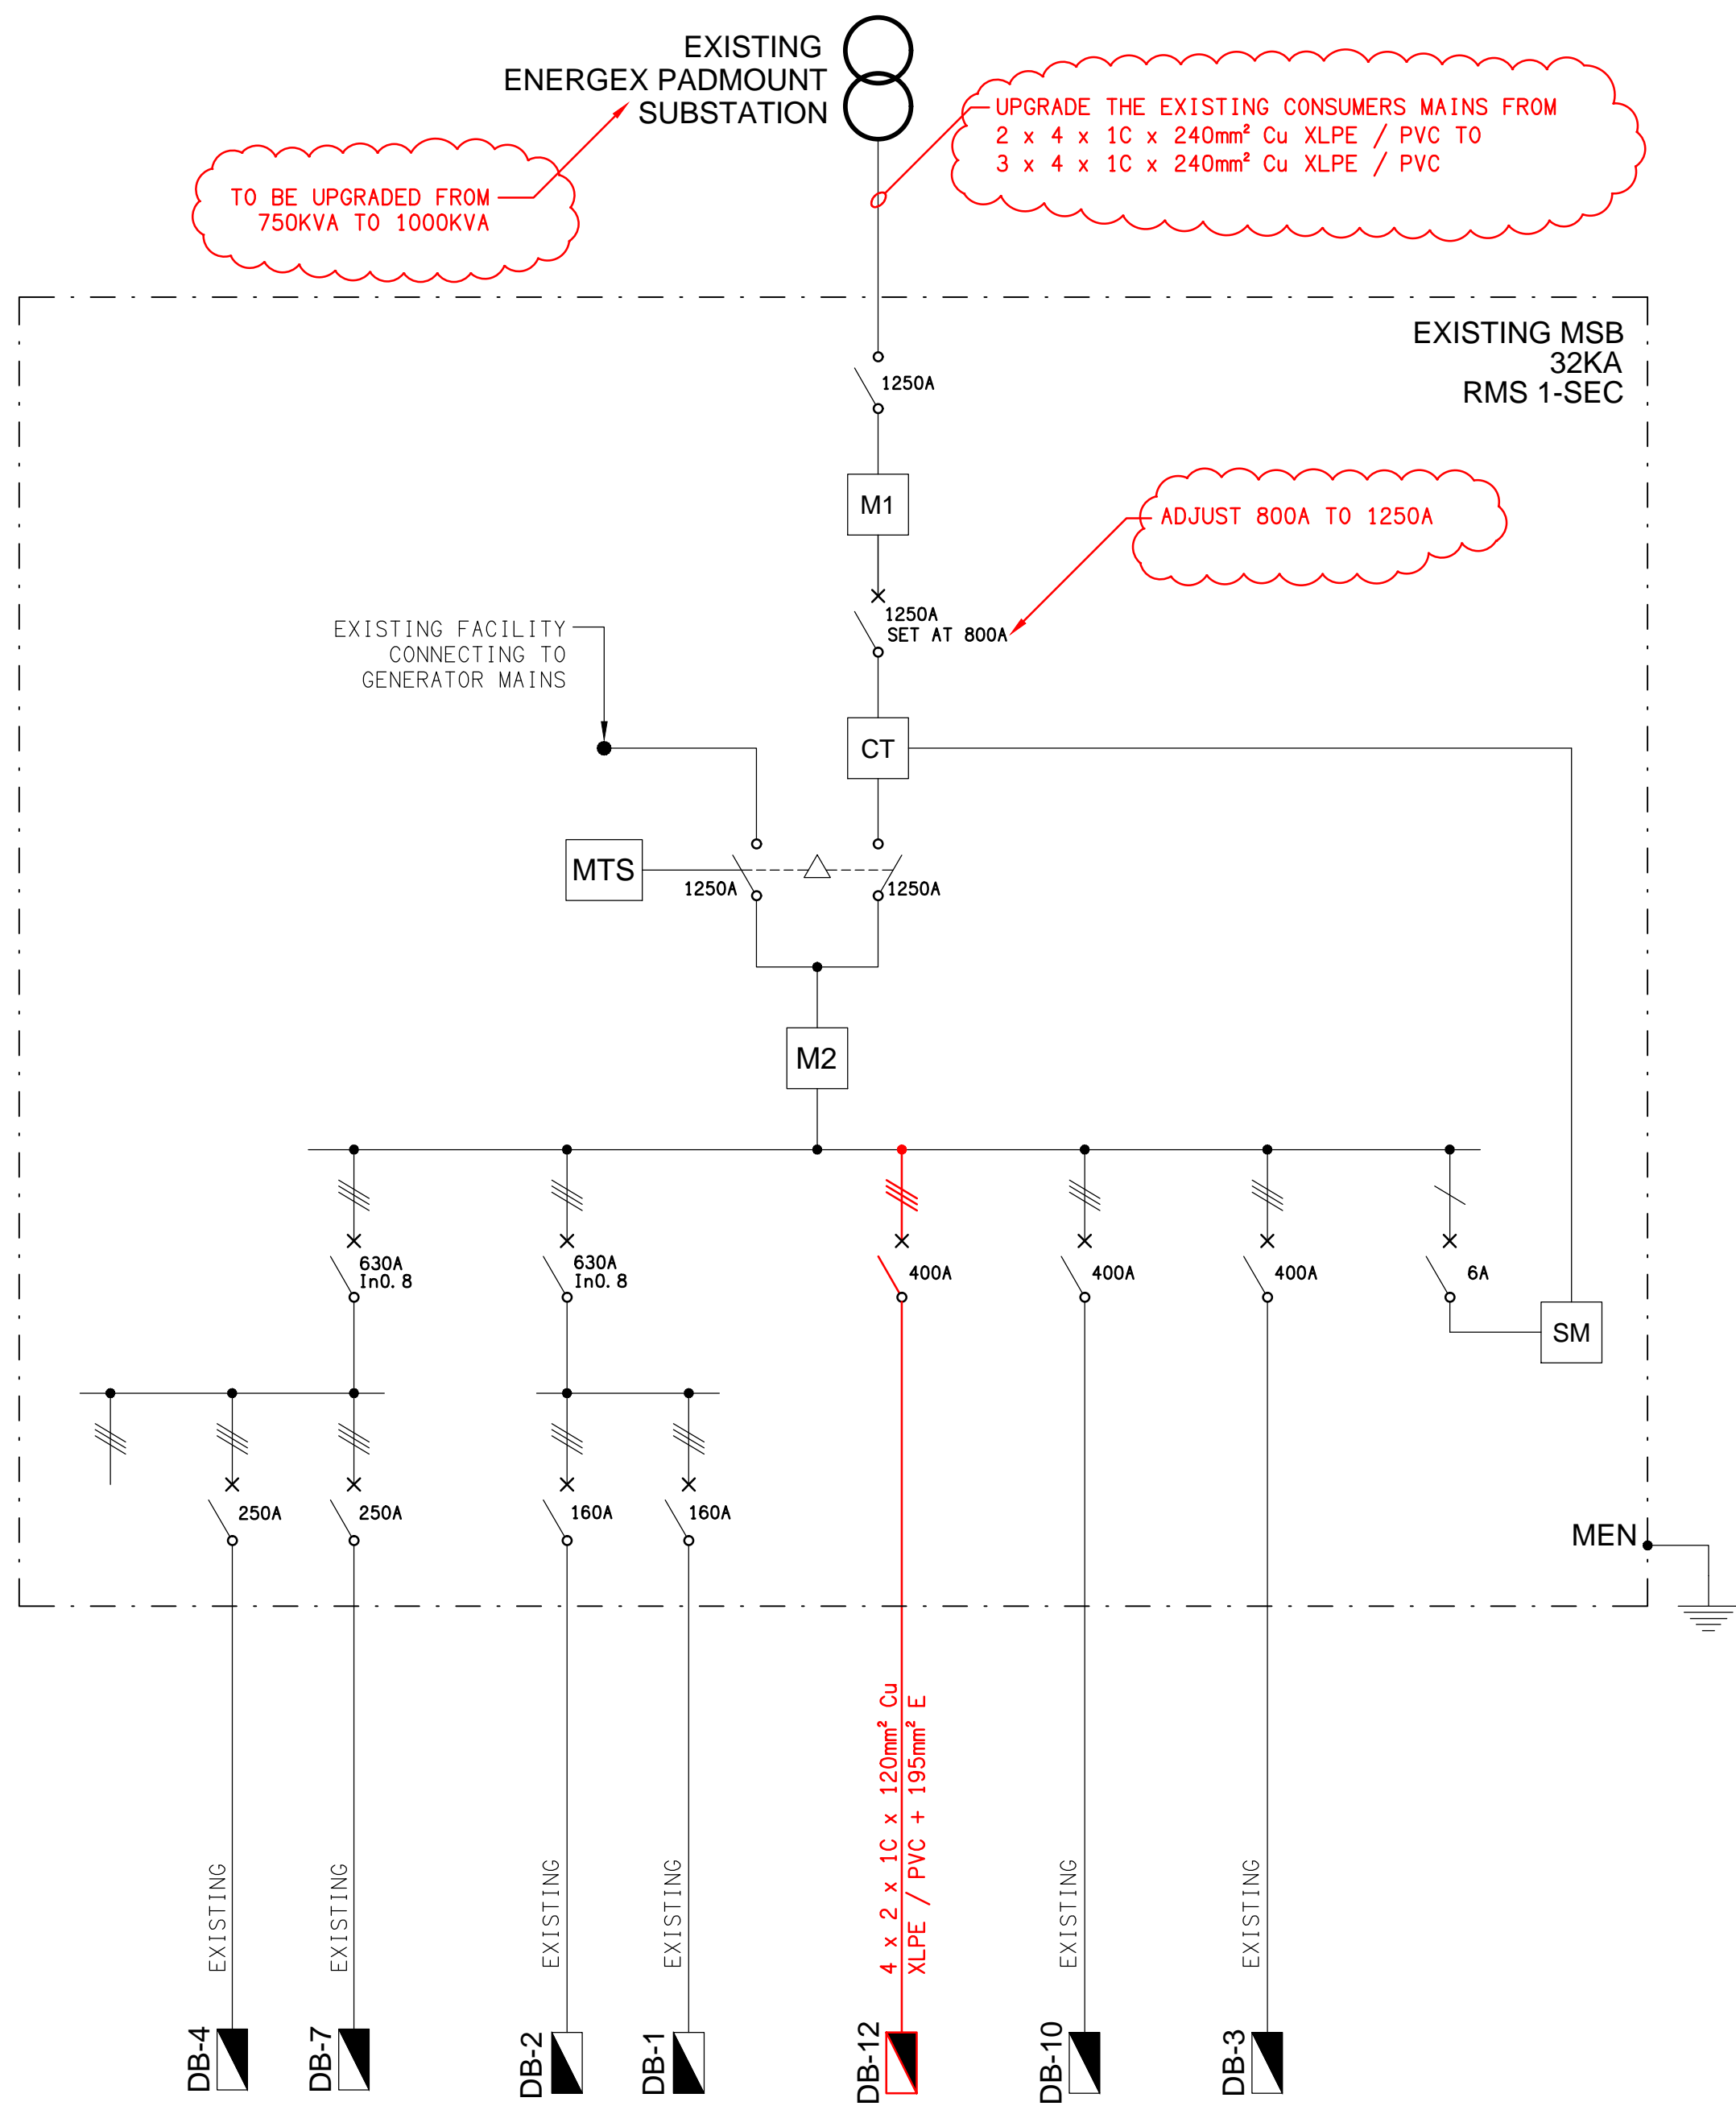 EXISTING
ENERGEX PADMOUNT
SUBSTATION
UPGRADE THE EXISTING CONSUMERS MAINS FROM
2 x 4 x 1C x 240mm² Cu XLPE / PVC TO
3 x 4 x 1C x 240mm² Cu XLPE / PVC
TO BE UPGRADED FROM
750KVA TO 1000KVA
EXISTING MSB
32KA
RMS 1-SEC
1250A
M1
ADJUST 800A TO 1250A
1250A
SET AT 800A
EXISTING FACILITY
CONNECTING TO
GENERATOR MAINS
CT
MTS
1250A
1250A
M2
630A
In0.8
630A
In0.8
400A
400A
400A
6A
SM
250A
250A
160A
160A
MEN
4 x 2 x 1C x 120mm² Cu
XLPE / PVC + 195mm² E
EXISTING
EXISTING
EXISTING
EXISTING
EXISTING
EXISTING
DB-4
DB-7
DB-2
DB-1
DB-12
DB-10
DB-3